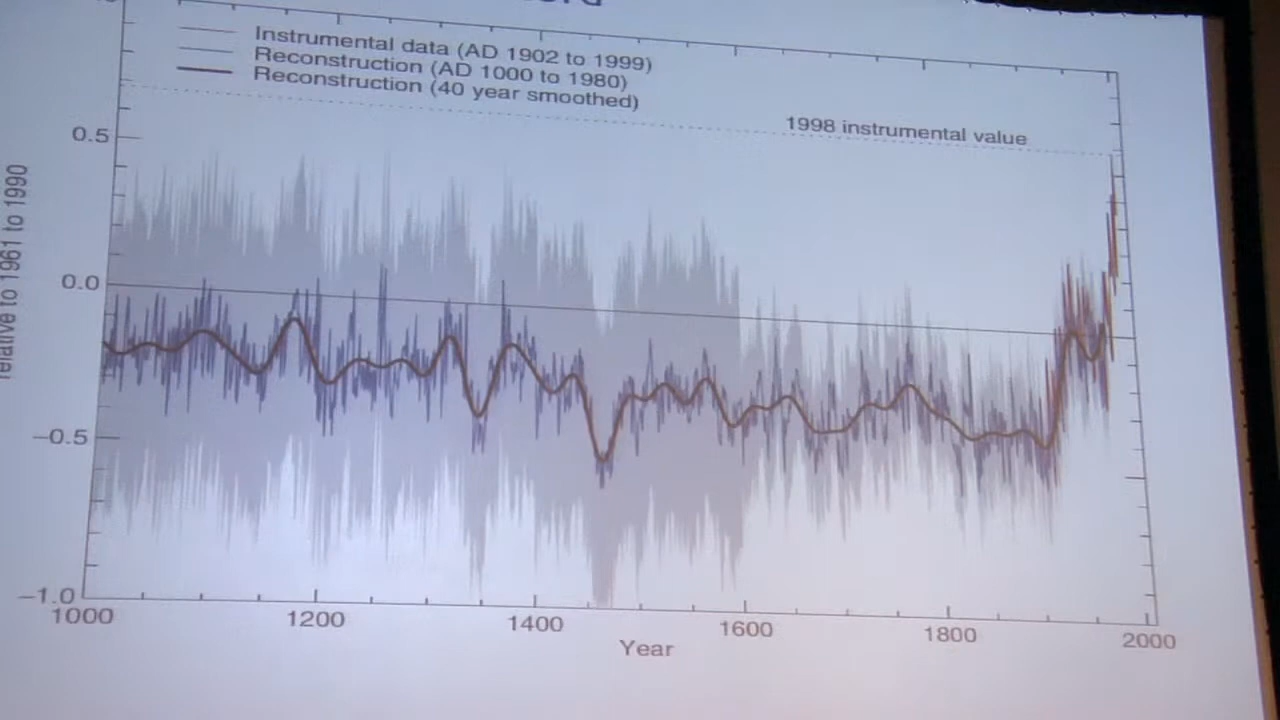 Instrumental data (AD 1902 to 1999)
Reconstruction (AD 1000 to 1980)
Reconstruction (40 year smoothed)
1998 instrumental value
0.5
0.0
−0.5
−1.0
relative to 1961 to 1990
1000 1200 1400 1600 1800 2000
Year